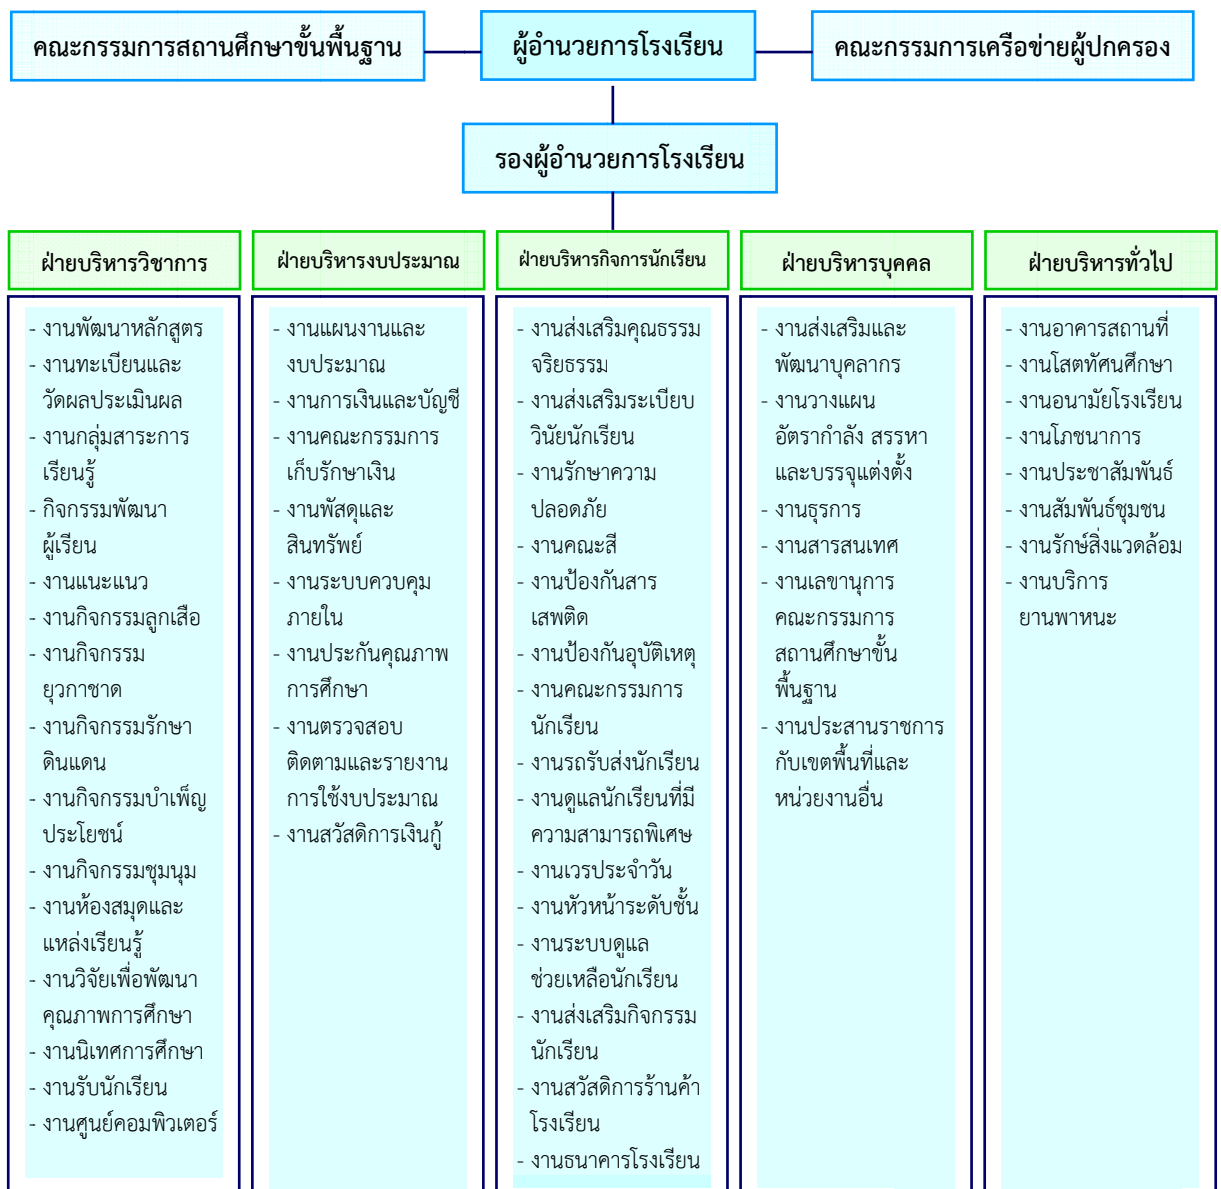 คณะกรรมการสถานศึกษาขั้นพื้นฐาน
ผู้อำนวยการโรงเรียน
คณะกรรมการเครือข่ายผู้ปกครอง
รองผู้อำนวยการโรงเรียน
ฝ่ายบริหารวิชาการ
- งานพัฒนาหลักสูตร
- งานทะเบียนและ
วัดผลประเมินผล
- งานกลุ่มสาระการ
เรียนรู้
- กิจกรรมพัฒนา
ผู้เรียน
- งานแนะแนว
- งานกิจกรรมลูกเสือ
- งานกิจกรรม
ยุวกาชาด
- งานกิจกรรมรักษา
ดินแดน
- งานกิจกรรมบำเพ็ญ
ประโยชน์
- งานกิจกรรมชุมนุม
- งานห้องสมุดและ
แหล่งเรียนรู้
- งานวิจัยเพื่อพัฒนา
คุณภาพการศึกษา
- งานนิเทศการศึกษา
- งานรับนักเรียน
- งานศูนย์คอมพิวเตอร์
ฝ่ายบริหารงบประมาณ
- งานแผนงานและ
งบประมาณ
- งานการเงินและบัญชี
- งานคณะกรรมการ
เก็บรักษาเงิน
- งานพัสดุและ
สินทรัพย์
- งานระบบควบคุม
ภายใน
- งานประกันคุณภาพ
การศึกษา
- งานตรวจสอบ
ติดตามและรายงาน
การใช้งบประมาณ
- งานสวัสดิการเงินกู้
ฝ่ายบริหารกิจการนักเรียน
- งานส่งเสริมคุณธรรม
จริยธรรม
- งานส่งเสริมระเบียบ
วินัยนักเรียน
- งานรักษาความ
ปลอดภัย
- งานคณะสี
- งานป้องกันสาร
เสพติด
- งานป้องกันอุบัติเหตุ
- งานคณะกรรมการ
นักเรียน
- งานรถรับส่งนักเรียน
- งานดูแลนักเรียนที่มี
ความสามารถพิเศษ
- งานเวรประจำวัน
- งานหัวหน้าระดับชั้น
- งานระบบดูแล
ช่วยเหลือนักเรียน
- งานส่งเสริมกิจกรรม
นักเรียน
- งานสวัสดิการร้านค้า
โรงเรียน
- งานธนาคารโรงเรียน
ฝ่ายบริหารบุคคล
- งานส่งเสริมและ
พัฒนาบุคลากร
- งานวางแผน
อัตรากำลัง สรรหา
และบรรจุแต่งตั้ง
- งานธุรการ
- งานสารสนเทศ
- งานเลขานุการ
คณะกรรมการ
สถานศึกษาขั้น
พื้นฐาน
- งานประสานราชการ
กับเขตพื้นที่และ
หน่วยงานอื่น
ฝ่ายบริหารทั่วไป
- งานอาคารสถานที่
- งานโสตทัศนศึกษา
- งานอนามัยโรงเรียน
- งานโภชนาการ
- งานประชาสัมพันธ์
- งานสัมพันธ์ชุมชน
- งานรักษ์สิ่งแวดล้อม
- งานบริการ
ยานพาหนะ